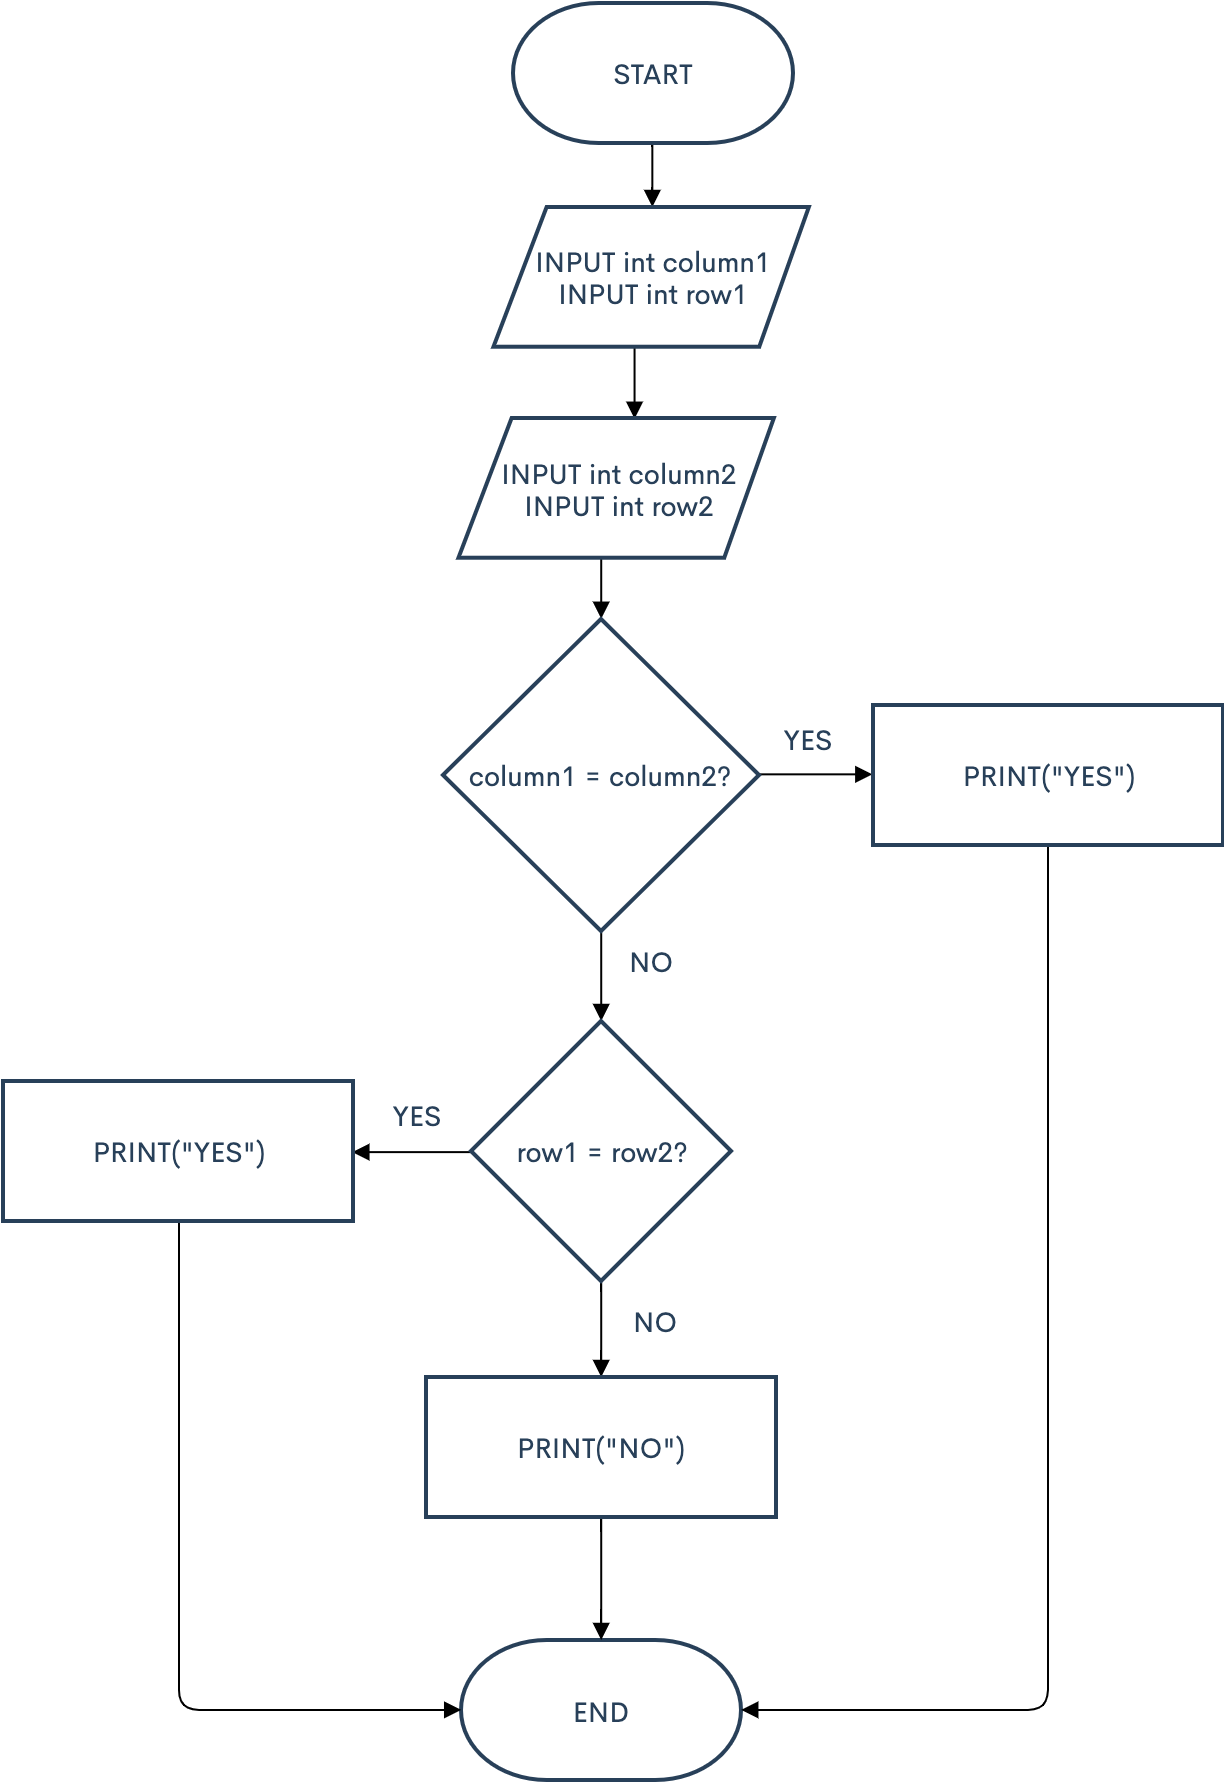 START
INPUT int column1
INPUT int row1
INPUT int column2
INPUT int row2
column1 = column2?
YES
PRINT("YES")
NO
row1 = row2?
YES
PRINT("YES")
NO
PRINT("NO")
END